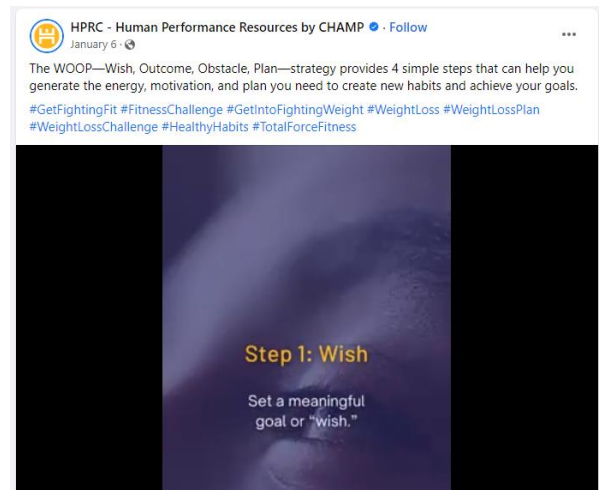 HPRC - Human Performance Resources by CHAMP · Follow
January 6 ·
The WOOP—Wish, Outcome, Obstacle, Plan—strategy provides 4 simple steps that can help you
generate the energy, motivation, and plan you need to create new habits and achieve your goals.
#GetFightingFit #FitnessChallenge #GetIntoFightingWeight #WeightLoss #WeightLossPlan
#WeightLossChallenge #HealthyHabits #TotalForceFitness
Step 1: Wish
Set a meaningful
goal or “wish.”